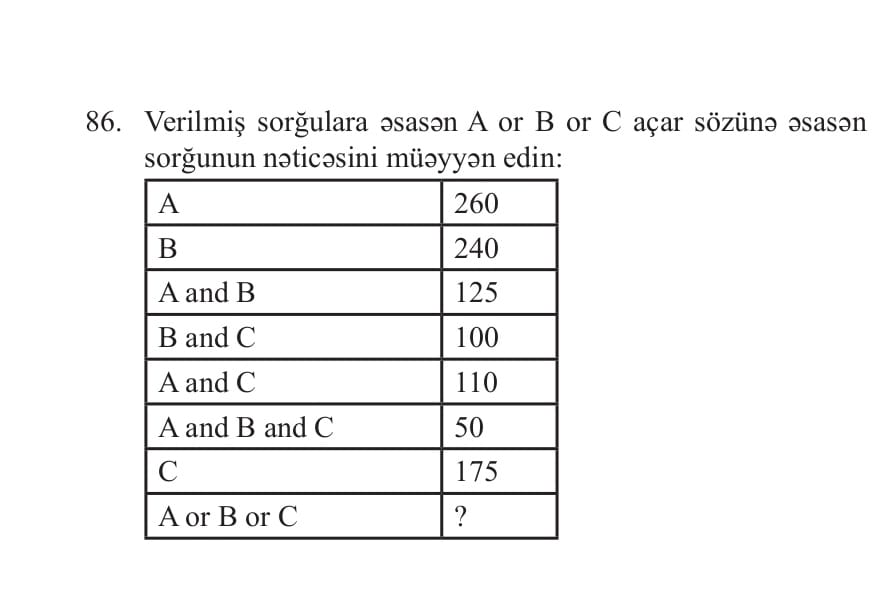 86. Verilmiş sorğulara əsasən A or B or C açar sözünə əsasən
sorğunun nəticəsini müəyyən edin:
A 260
B 240
A and B 125
B and C 100
A and C 110
A and B and C 50
C 175
A or B or C ?